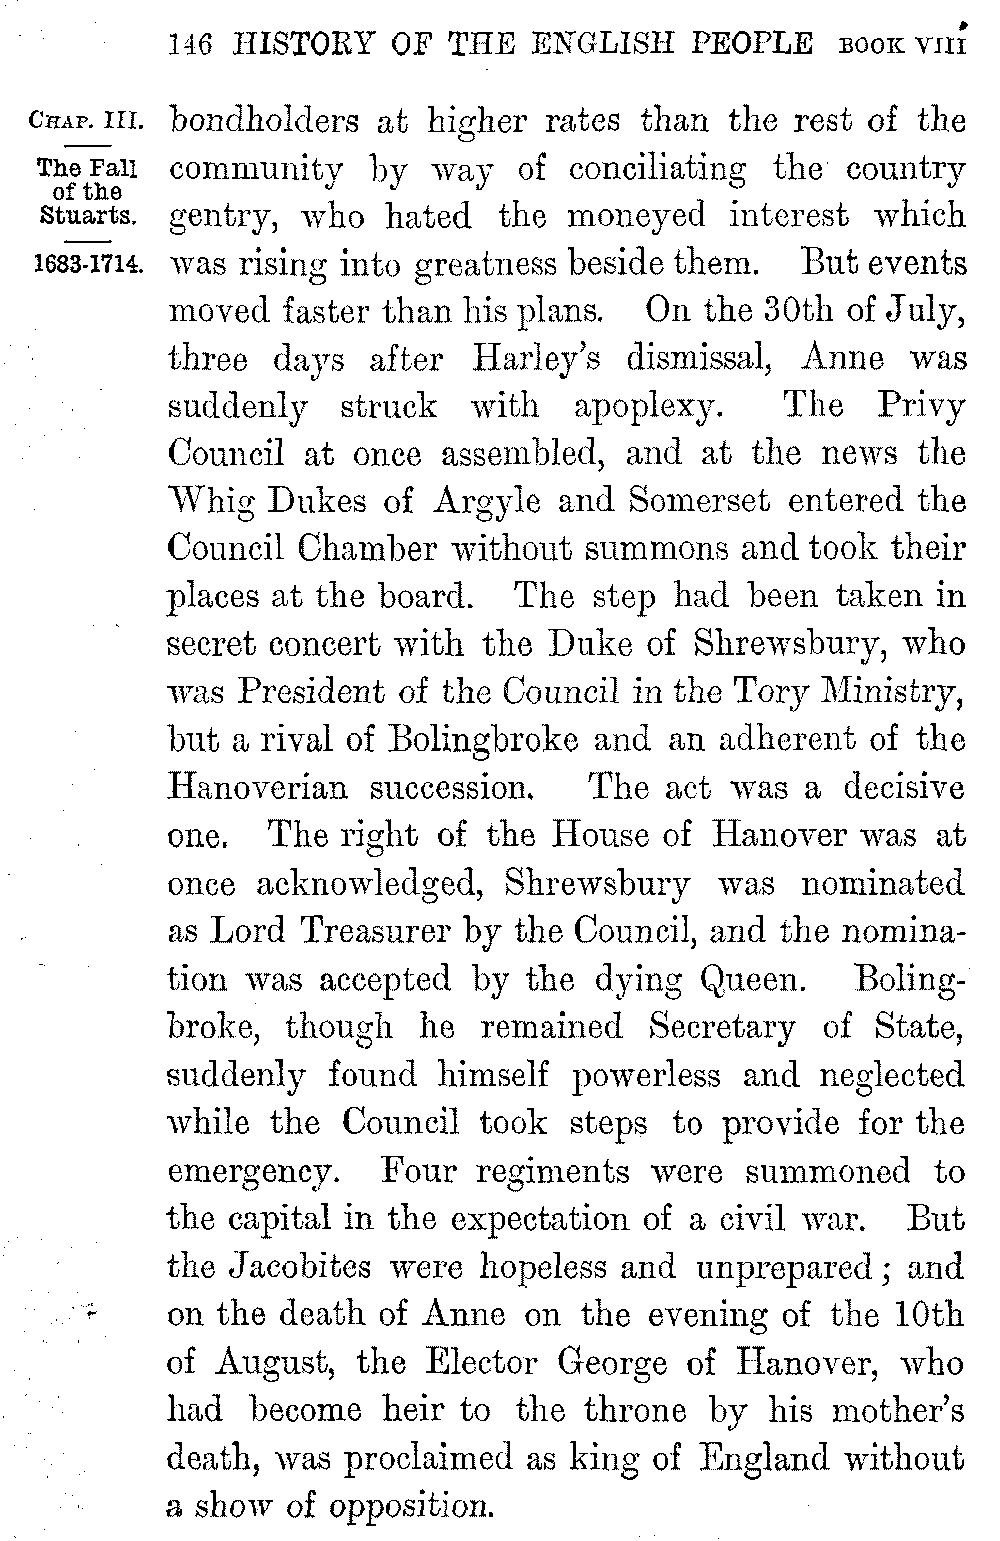 146 HISTORY OF THE ENGLISH PEOPLE BOOK VIII
CHAP. III.
The Fall
of the
Stuarts.
1683-1714.
bondholders at higher rates than the rest of the
community by way of conciliating the country
gentry, who hated the moneyed interest which
was rising into greatness beside them. But events
moved faster than his plans. On the 30th of July,
three days after Harley's dismissal, Anne was
suddenly struck with apoplexy. The Privy
Council at once assembled, and at the news the
Whig Dukes of Argyle and Somerset entered the
Council Chamber without summons and took their
places at the board. The step had been taken in
secret concert with the Duke of Shrewsbury, who
was President of the Council in the Tory Ministry,
but a rival of Bolingbroke and an adherent of the
Hanoverian succession. The act was a decisive
one. The right of the House of Hanover was at
once acknowledged, Shrewsbury was nominated
as Lord Treasurer by the Council, and the nomina-
tion was accepted by the dying Queen. Boling-
broke, though he remained Secretary of State,
suddenly found himself powerless and neglected
while the Council took steps to provide for the
emergency. Four regiments were summoned to
the capital in the expectation of a civil war. But
the Jacobites were hopeless and unprepared; and
on the death of Anne on the evening of the 10th
of August, the Elector George of Hanover, who
had become heir to the throne by his mother's
death, was proclaimed as king of England without
a show of opposition.